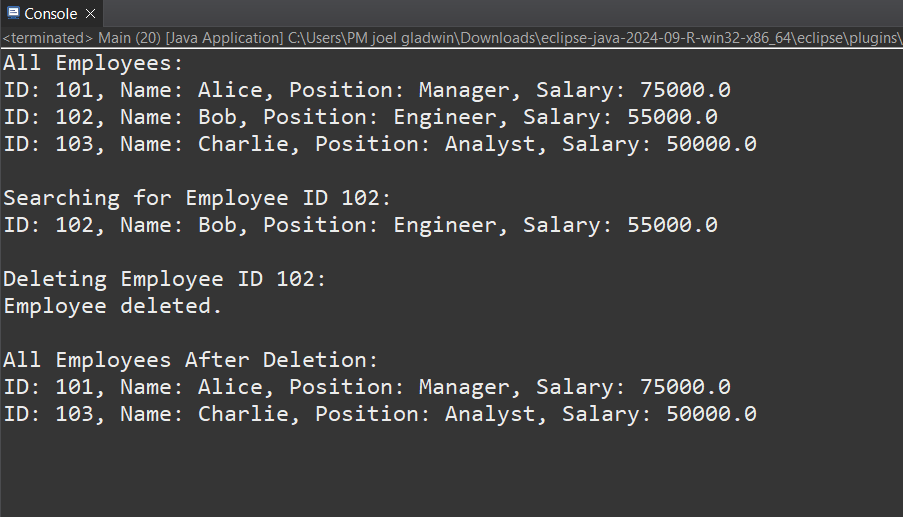 Console
<terminated> Main (20) [Java Application] C:\Users\PM joel gladwin\Downloads\eclipse-java-2024-09-R-win32-x86_64\eclipse\plugins\
All Employees:
ID: 101, Name: Alice, Position: Manager, Salary: 75000.0
ID: 102, Name: Bob, Position: Engineer, Salary: 55000.0
ID: 103, Name: Charlie, Position: Analyst, Salary: 50000.0
Searching for Employee ID 102:
ID: 102, Name: Bob, Position: Engineer, Salary: 55000.0
Deleting Employee ID 102:
Employee deleted.
All Employees After Deletion:
ID: 101, Name: Alice, Position: Manager, Salary: 75000.0
ID: 103, Name: Charlie, Position: Analyst, Salary: 50000.0